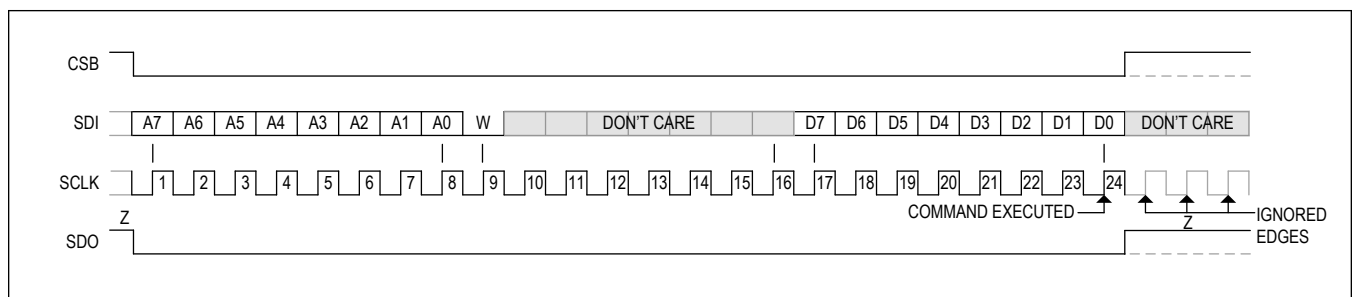 CSB
SDI A7 A6 A5 A4 A3 A2 A1 A0 W DON'T CARE D7 D6 D5 D4 D3 D2 D1 D0 DON'T CARE
SCLK 1 2 3 4 5 6 7 8 9 10 11 12 13 14 15 16 17 18 19 20 21 22 23 24
COMMAND EXECUTED
Z
Z
IGNORED
EDGES
SDO